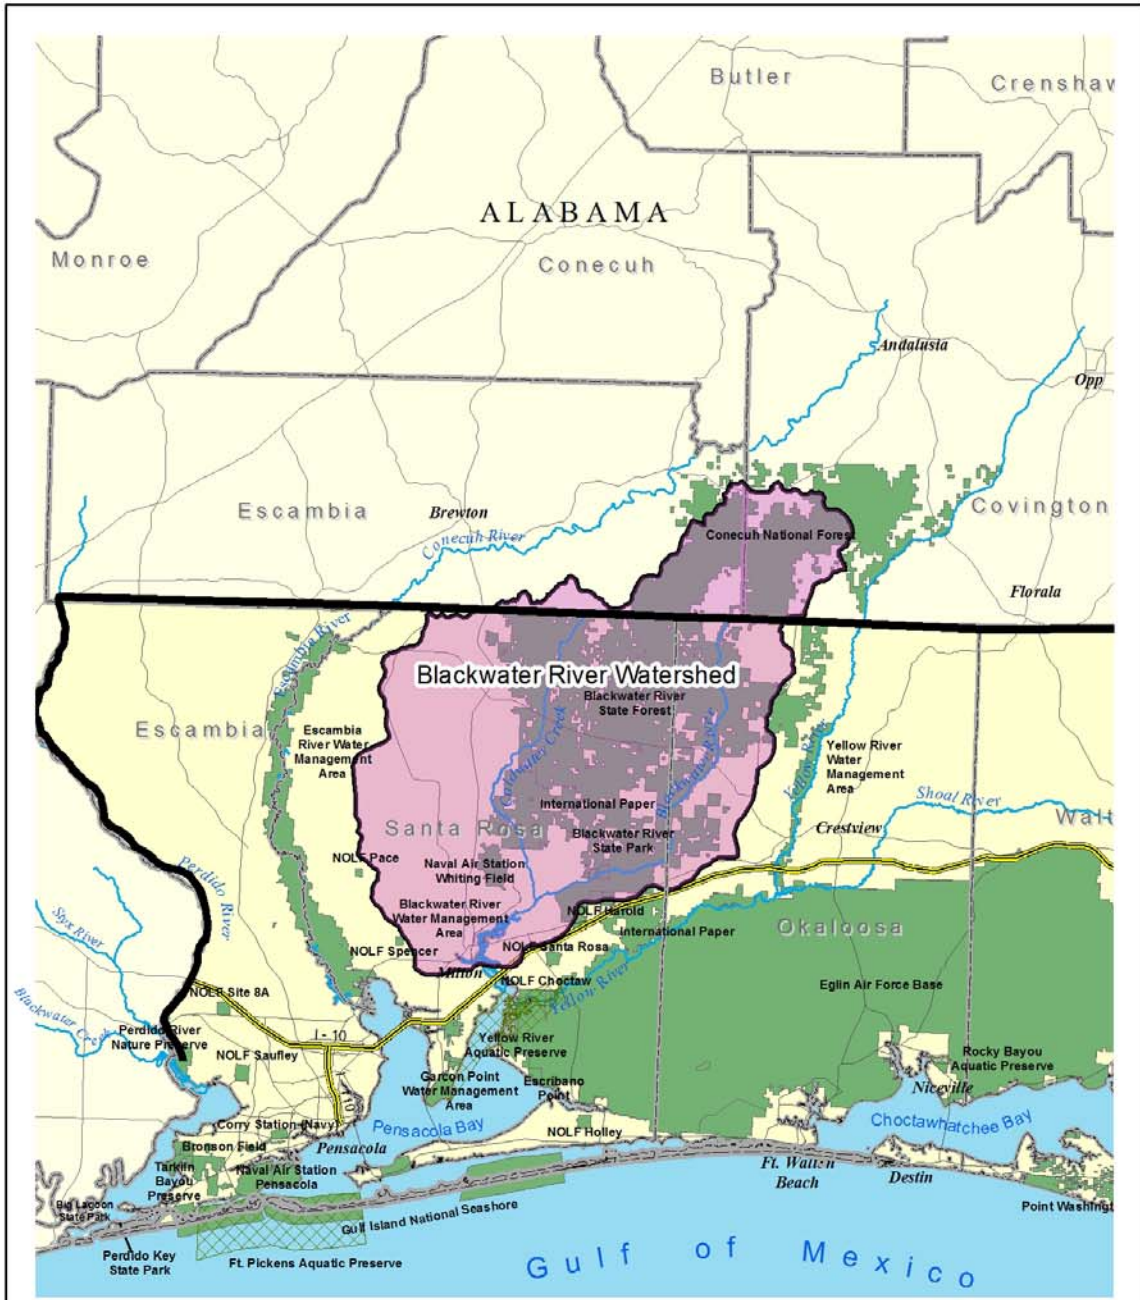 Butler
Crenshaw
ALABAMA
Monroe
Conecuh
Andalusia
Opp
Escambia
Brewton
Conecuh River
Covington
Conecuh National Forest
Florala
Escambia River
Blackwater River Watershed
Blackwater River
State Forest
Escambia
Escambia
River Water
Management
Area
Coldwater Creek
Blackwater River
Yellow River
Yellow River
Water
Management
Area
Shoal River
International Paper
Santa Rosa
Crestview
Walt
Blackwater River
State Park
NOLF Pace
Naval Air Station
Whiting Field
Perdido River
Styx River
Blackwater River
Water Management
Area
NOLF Harold
International Paper
Okaloosa
NOLF Spencer
NOLF Santa Rosa
Milton
NOLF Choctaw
Yellow River
Eglin Air Force Base
NOLF Site 8A
Blackwater Creek
Perdido River
Nature Preserve
I-10
NOLF Saufley
Yellow River
Aquatic Preserve
Rocky Bayou
Aquatic Preserve
Garcon Point
Water Management
Area
Escribano
Point
Niceville
Corry Station (Navy)
Pensacola Bay
Choctawhatchee Bay
NOLF Holley
Bronson Field
Pensacola
Tarkiln
Bayou
Preserve
Naval Air Station
Pensacola
Ft. Walton
Beach
Destin
Big Lagoon
State Park
Gulf Island National Seashore
Point Washingt
Perdido Key
State Park
Ft. Pickens Aquatic Preserve
Gulf of Mexico